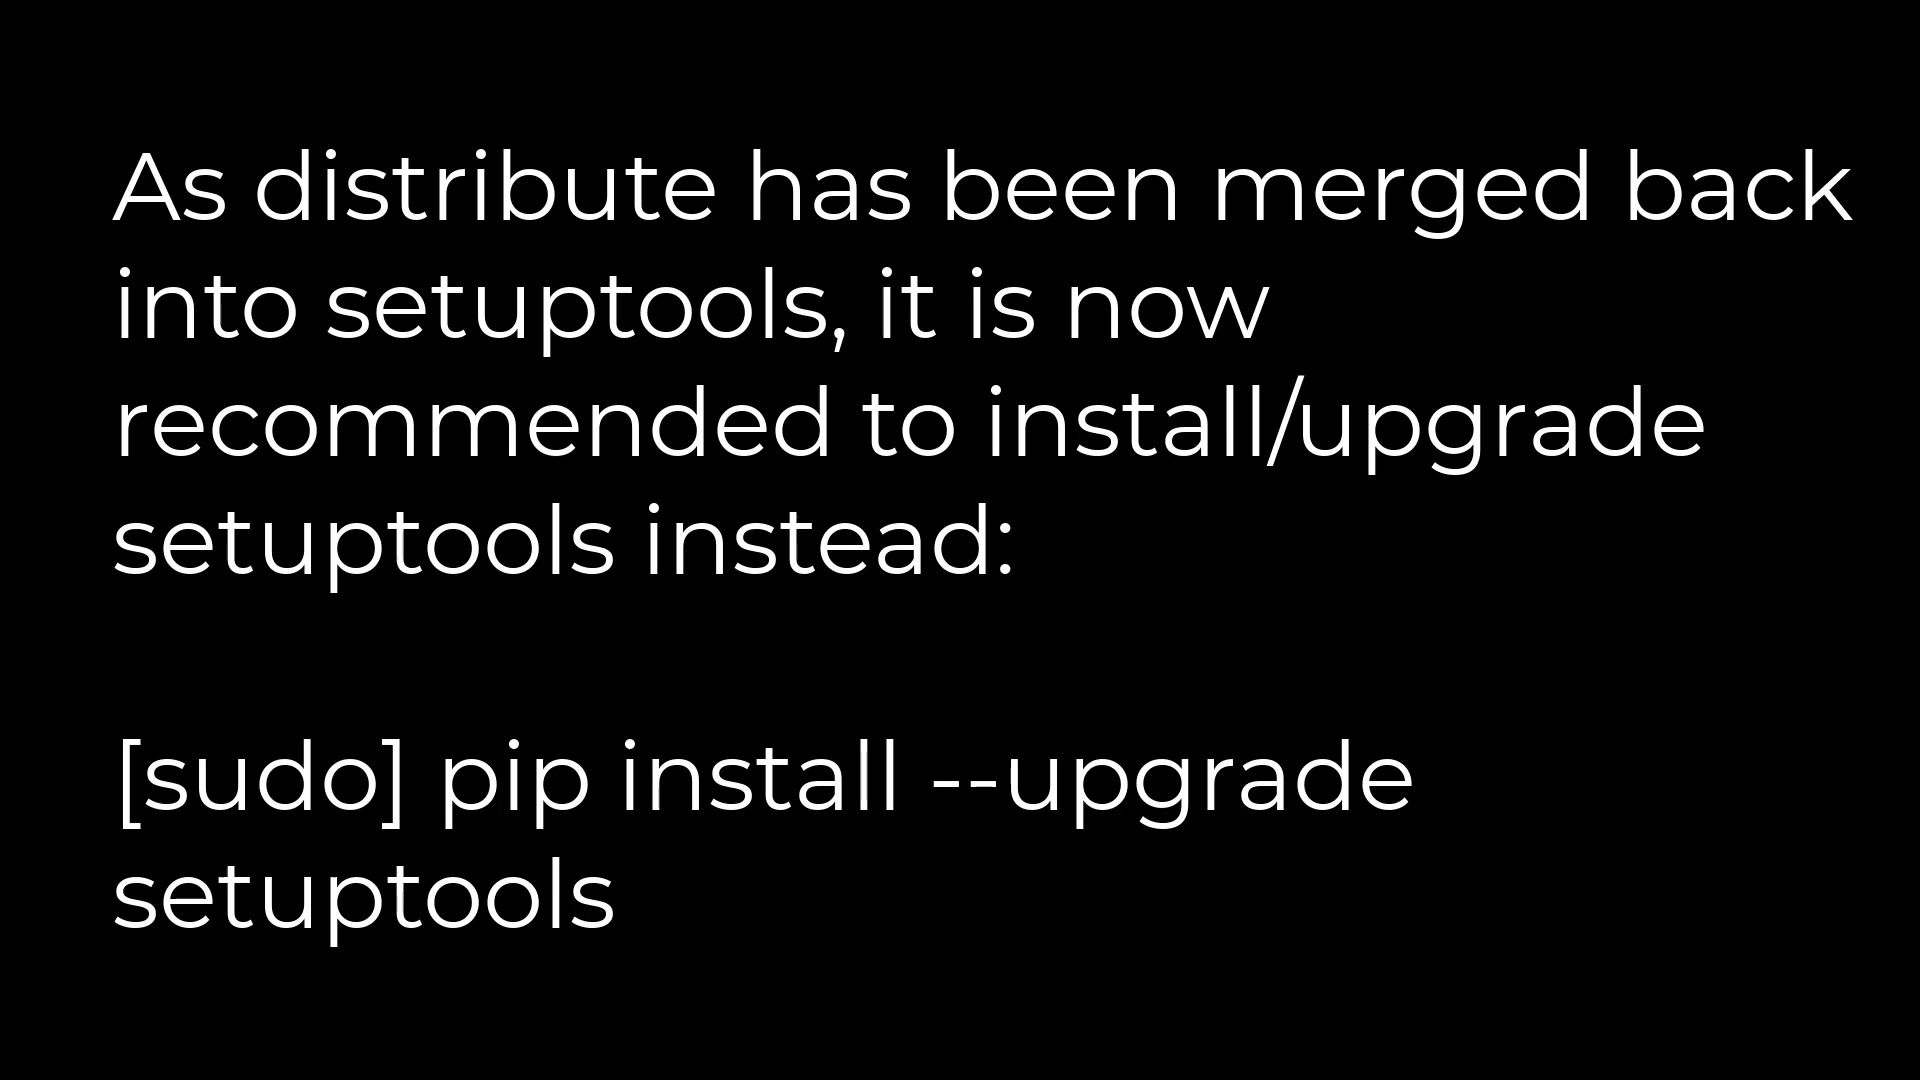 As distribute has been merged back
into setuptools, it is now
recommended to install/upgrade
setuptools instead:
[sudo] pip install --upgrade
setuptools